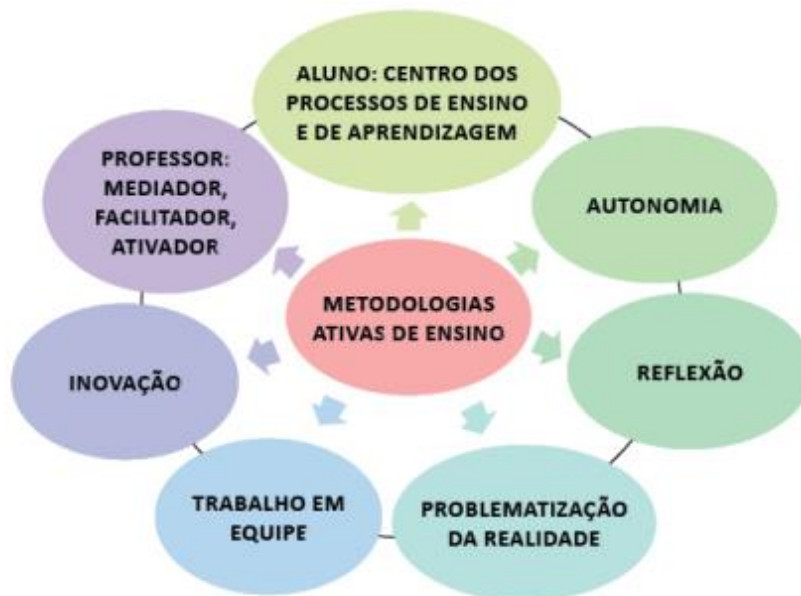 ALUNO: CENTRO DOS
PROCESSOS DE ENSINO
E DE APRENDIZAGEM
PROFESSOR:
MEDIADOR,
FACILITADOR,
ATIVADOR
AUTONOMIA
METODOLOGIAS
ATIVAS DE ENSINO
INOVAÇÃO
REFLEXÃO
TRABALHO EM
EQUIPE
PROBLEMATIZAÇÃO
DA REALIDADE